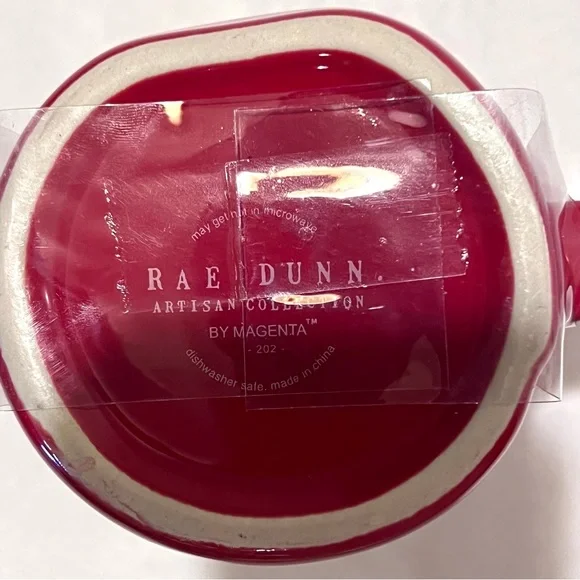 may get hot in microwave
RAE DUNN
ARTISAN COLLECTION
BY MAGENTA™
- 202 -
dishwasher safe, made in china